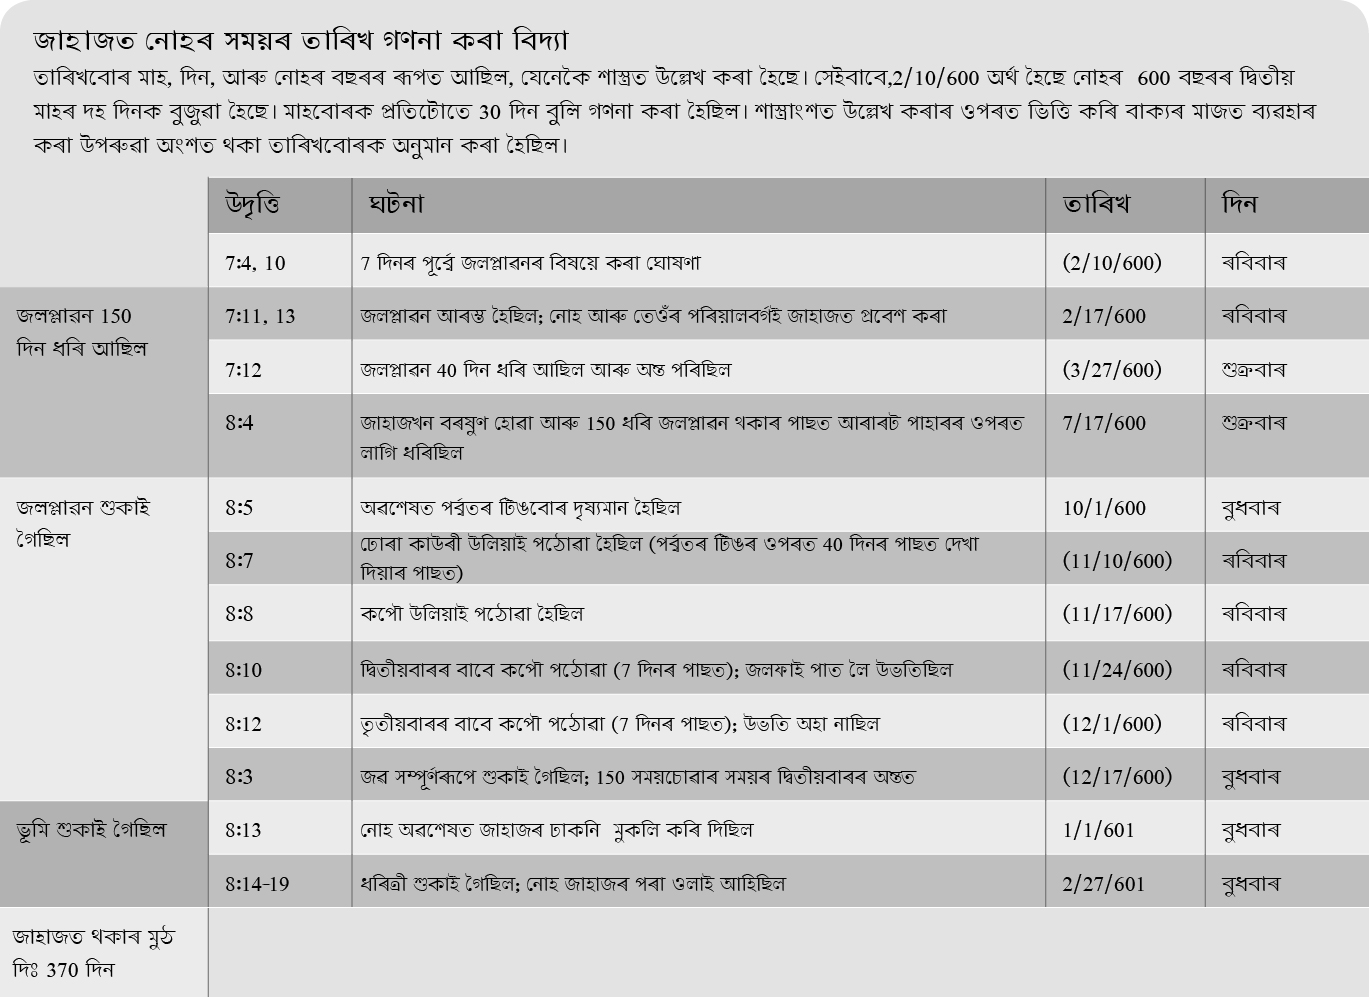 জাহাজত নোহৰ সময়ৰ তাৰিখ গণনা কৰা বিদ্যা
তাৰিখবোৰ মাহ, দিন, আৰু নোহৰ বছৰৰ ৰূপত আছিল, যেনেকৈ শাস্ত্ৰত উল্লেখ কৰা হৈছে। সেইবাবে,2/10/600 অৰ্থ হৈছে নোহৰ 600 বছৰৰ দ্বিতীয়
মাহৰ দহ দিনক বুজুৱা হৈছে। মাহবোৰক প্ৰতিটোতে 30 দিন বুলি গণনা কৰা হৈছিল। শাস্ত্ৰাংশত উল্লেখ কৰাৰ ওপৰত ভিত্তি কৰি বাক্যৰ মাজত ব্যৱহাৰ
কৰা উপৰুৱা অংশত থকা তাৰিখবোৰক অনুমান কৰা হৈছিল।
উদৃত্তি ঘটনা তাৰিখ দিন
7:4, 10 7 দিনৰ পূৰ্ব্বে জলপ্লাৱনৰ বিষয়ে কৰা ঘোষণা (2/10/600) ৰবিবাৰ
জলপ্লাৱন 150 7:11, 13 জলপ্লাৱন আৰম্ভ হৈছিল; নোহ আৰু তেওঁৰ পৰিয়ালবৰ্গই জাহাজত প্ৰবেশ কৰা 2/17/600 ৰবিবাৰ
দিন ধৰি আছিল
7:12 জলপ্লাৱন 40 দিন ধৰি আছিল আৰু অন্ত পৰিছিল (3/27/600) শুক্ৰবাৰ
8:4 জাহাজখন বৰষুণ হোৱা আৰু 150 ধৰি জলপ্লাৱন থকাৰ পাছত আৰাৰট পাহাৰৰ ওপৰত 7/17/600 শুক্ৰবাৰ
লাগি ধৰিছিল
জলপ্লাৱন শুকাই 8:5 অৱশেষত পৰ্ব্বতৰ টিঙবোৰ দৃষ্যমান হৈছিল 10/1/600 বুধবাৰ
গৈছিল
8:7 ঢোৰা কাউৰী উলিয়াই পঠোৱা হৈছিল (পৰ্ব্বতৰ টিঙৰ ওপৰত 40 দিনৰ পাছত দেখা (11/10/600) ৰবিবাৰ
দিয়াৰ পাছত)
8:8 কপৌ উলিয়াই পঠোৱা হৈছিল (11/17/600) ৰবিবাৰ
8:10 দ্বিতীয়বাৰৰ বাবে কপৌ পঠোৱা (7 দিনৰ পাছত); জলফাই পাত লৈ উভতিছিল (11/24/600) ৰবিবাৰ
8:12 তৃতীয়বাৰৰ বাবে কপৌ পঠোৱা (7 দিনৰ পাছত); উভতি অহা নাছিল (12/1/600) ৰবিবাৰ
8:3 জৱ সম্পূৰ্ণৰূপে শুকাই গৈছিল; 150 সময়চোৱাৰ সময়ৰ দ্বিতীয়বাৰৰ অন্তত (12/17/600) বুধবাৰ
ভূমি শুকাই গৈছিল 8:13 নোহ অৱশেষত জাহাজৰ ঢাকনি মুকলি কৰি দিছিল 1/1/601 বুধবাৰ
8:14-19 ধৰিত্ৰী শুকাই গৈছিল; নোহ জাহাজৰ পৰা ওলাই আহিছিল 2/27/601 বুধবাৰ
জাহাজত থকাৰ মুঠ
দিঃ 370 দিন